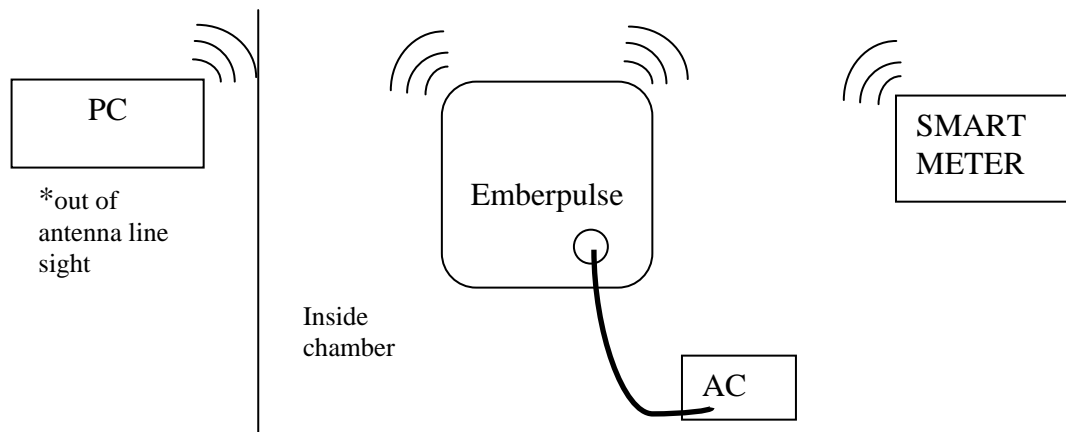 PC
*out of
antenna line
sight
Emberpulse
Inside
chamber
SMART
METER
AC